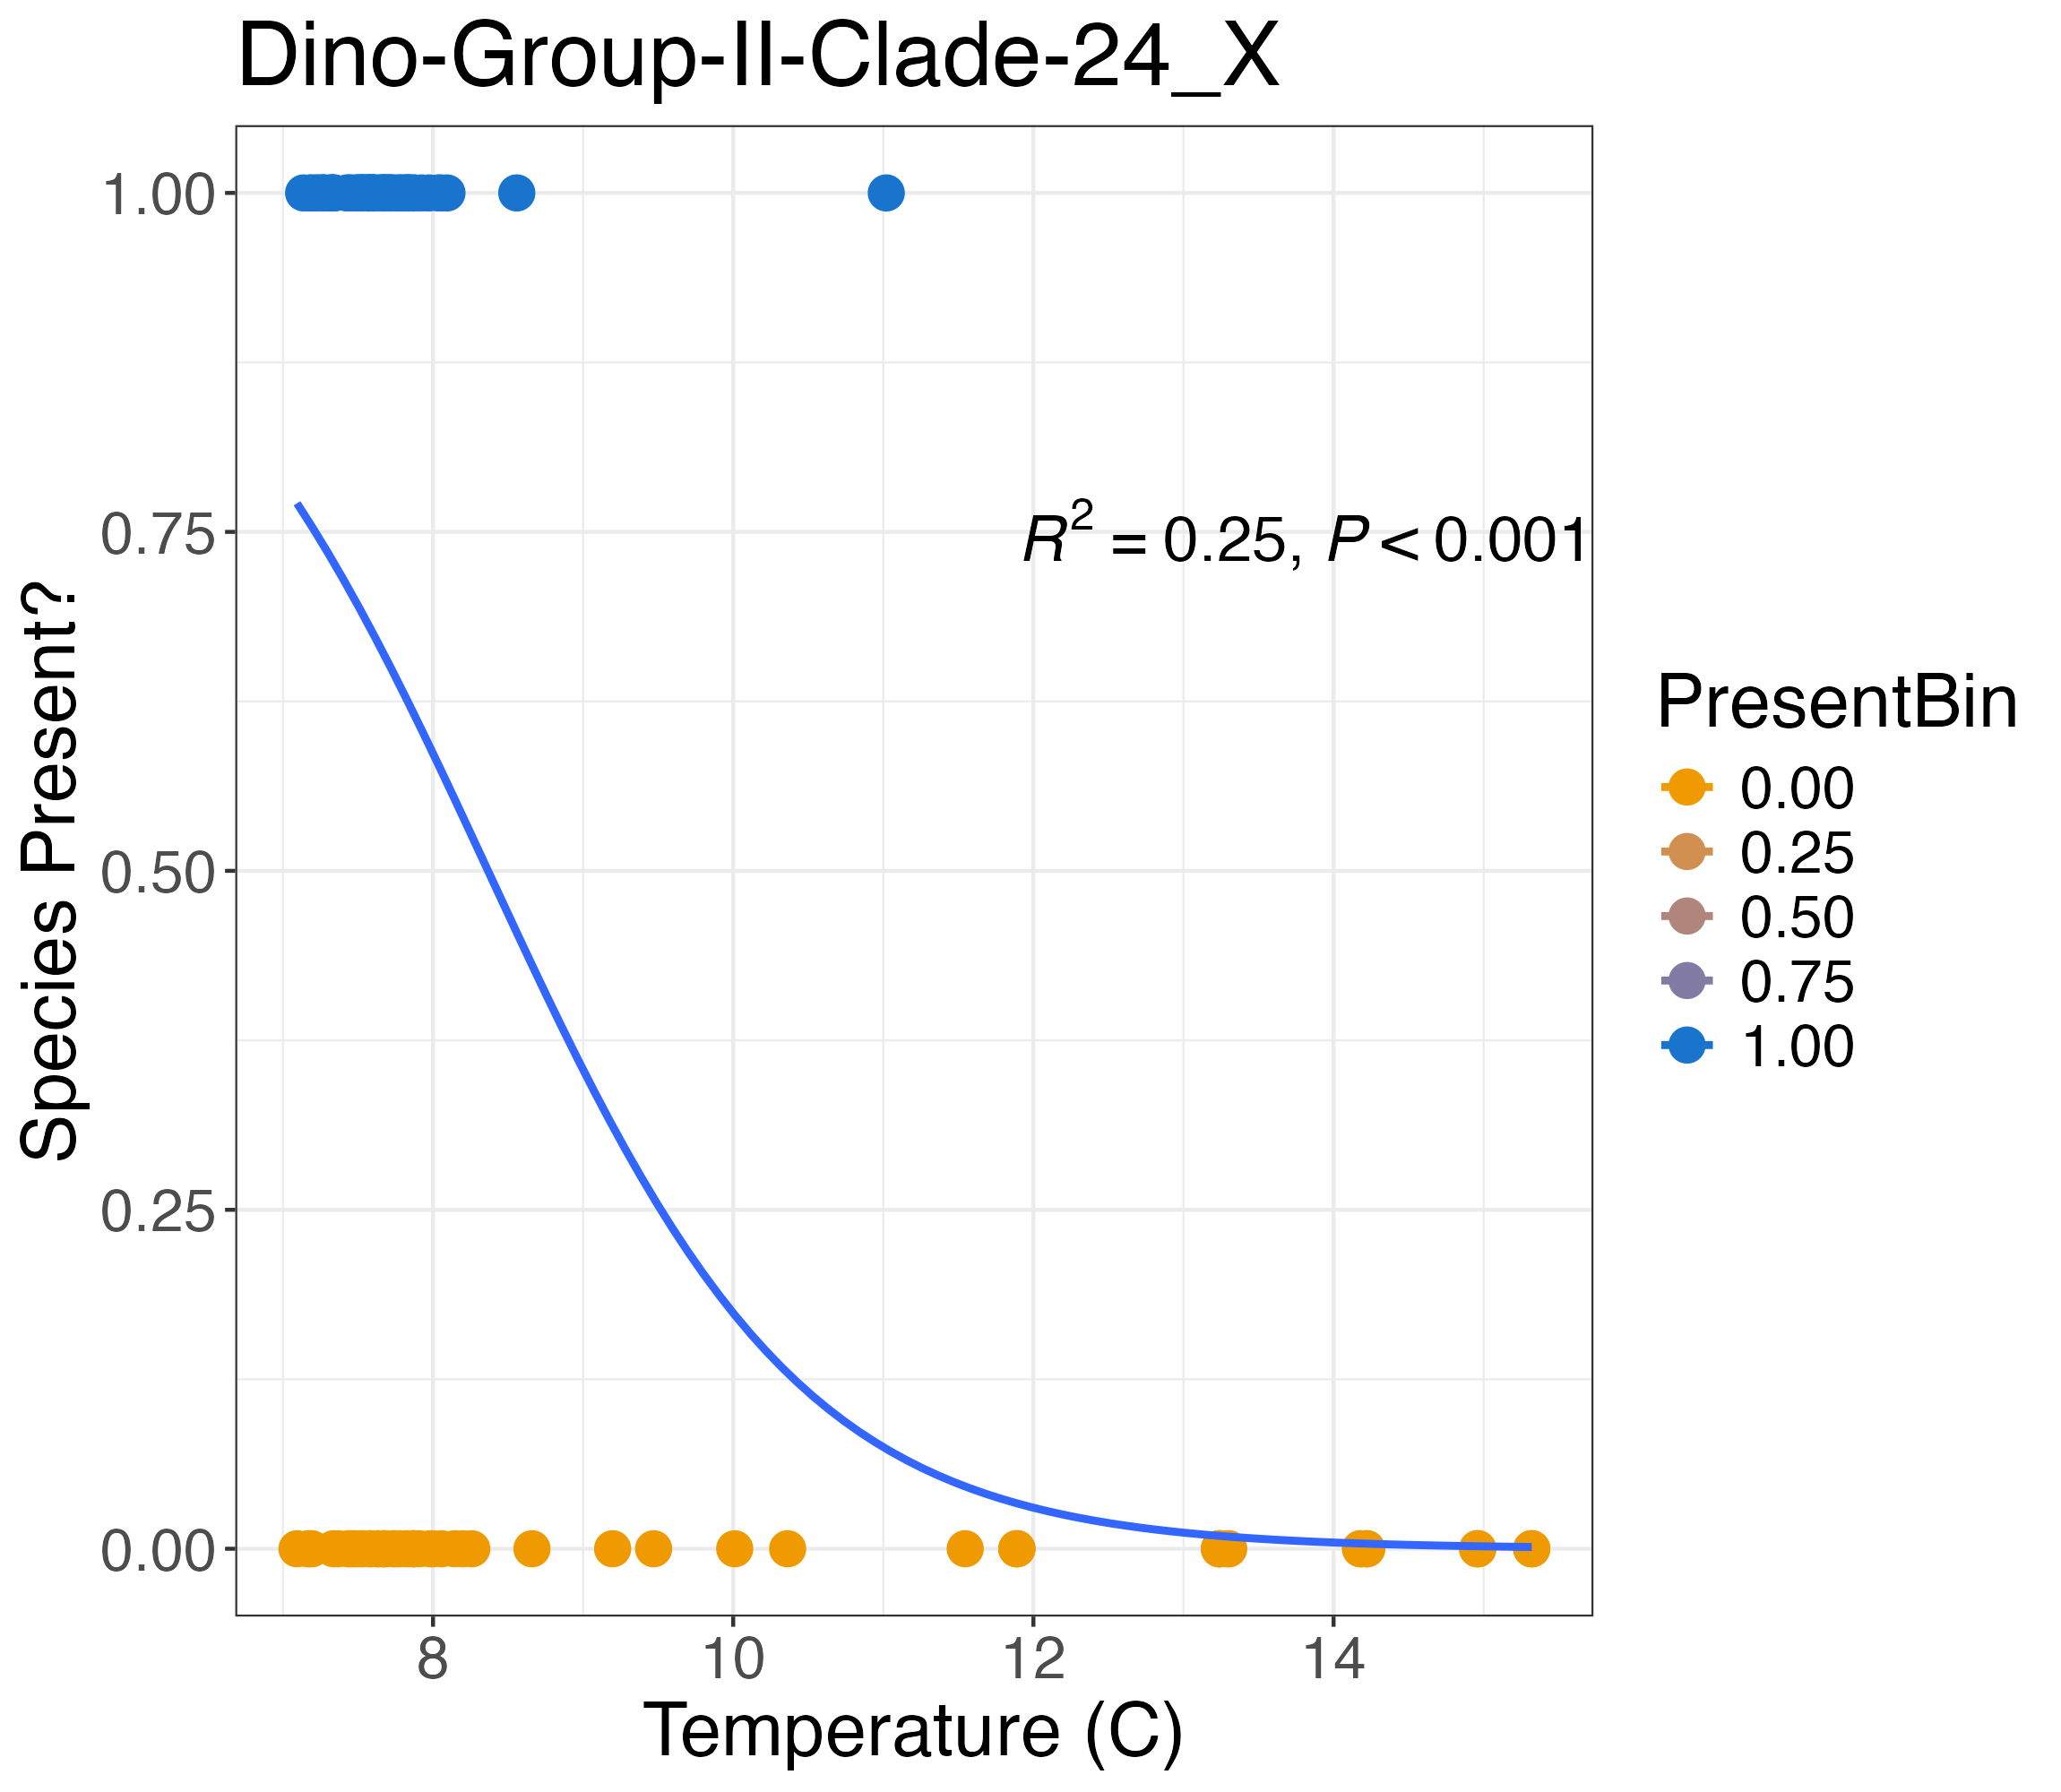 Dino-Group-II-Clade-24_X
1.00
0.75
0.50
0.25
0.00
Species Present?
R² = 0.25, P < 0.001
8 10 12 14
Temperature (C)
PresentBin
0.00
0.25
0.50
0.75
1.00